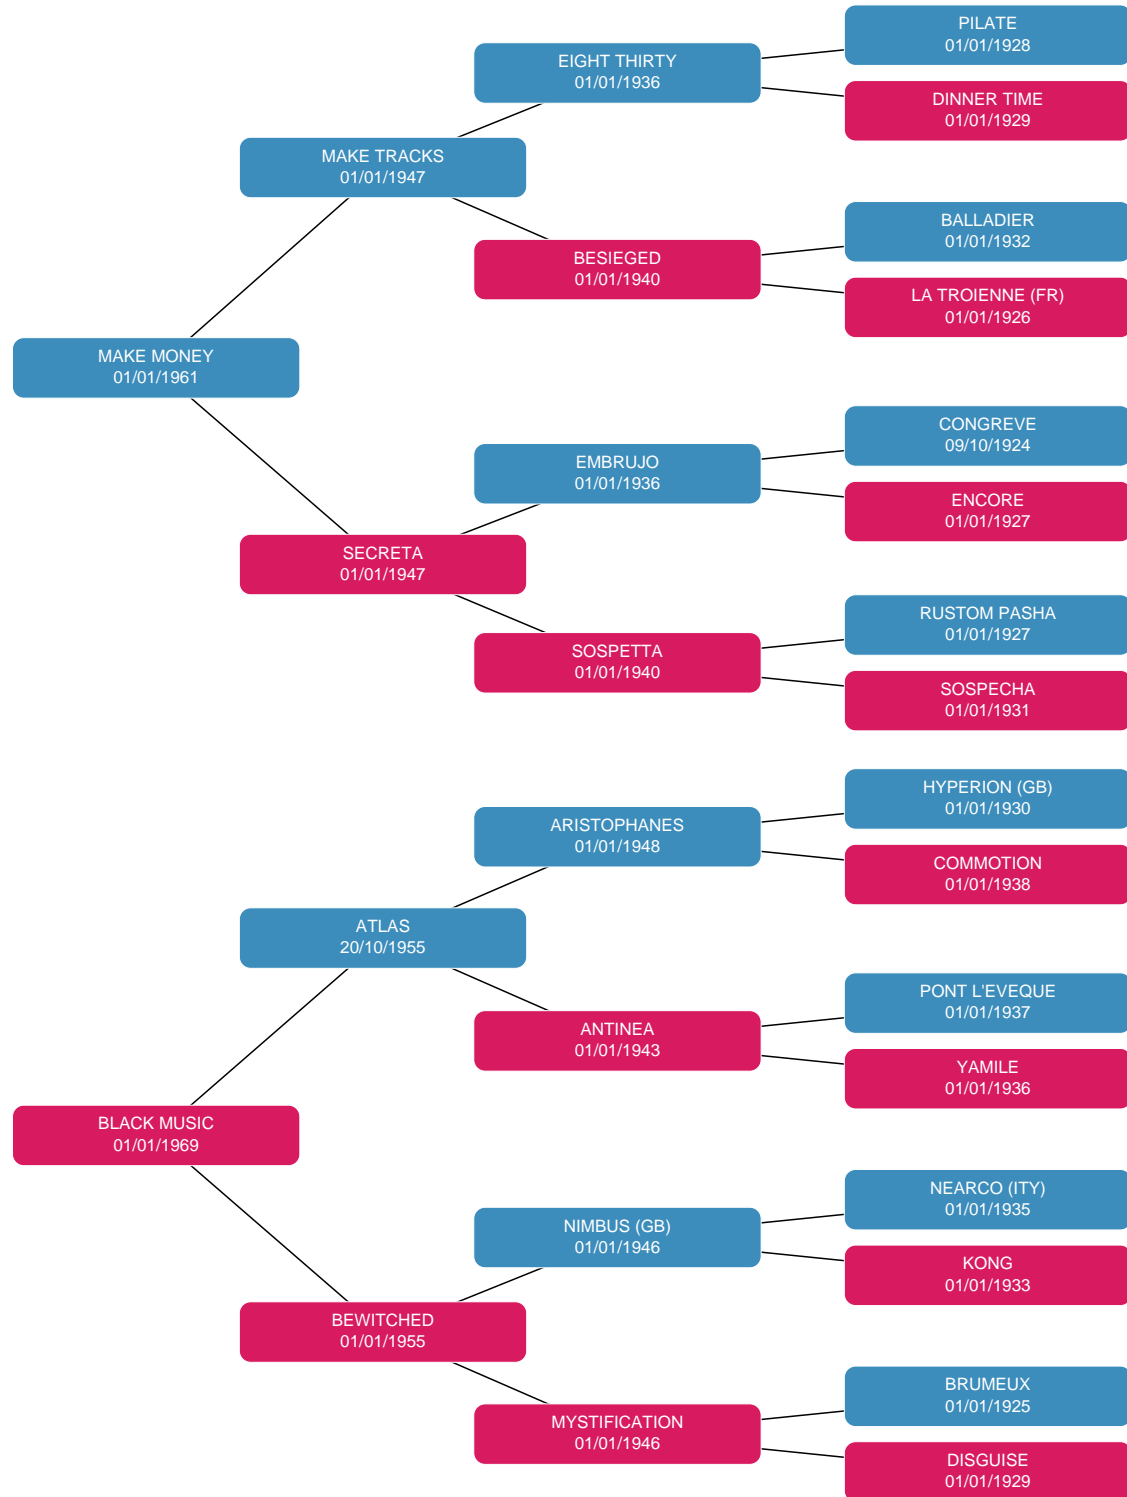 PILATE
01/01/1928
EIGHT THIRTY
01/01/1936
DINNER TIME
01/01/1929
MAKE TRACKS
01/01/1947
BALLADIER
01/01/1932
BESIEGED
01/01/1940
LA TROIENNE (FR)
01/01/1926
MAKE MONEY
01/01/1961
CONGREVE
09/10/1924
EMBRUJO
01/01/1936
ENCORE
01/01/1927
SECRETA
01/01/1947
RUSTOM PASHA
01/01/1927
SOSPETTA
01/01/1940
SOSPECHA
01/01/1931
HYPERION (GB)
01/01/1930
ARISTOPHANES
01/01/1948
COMMOTION
01/01/1938
ATLAS
20/10/1955
PONT L'EVEQUE
01/01/1937
ANTINEA
01/01/1943
YAMILE
01/01/1936
BLACK MUSIC
01/01/1969
NEARCO (ITY)
01/01/1935
NIMBUS (GB)
01/01/1946
KONG
01/01/1933
BEWITCHED
01/01/1955
BRUMEUX
01/01/1925
MYSTIFICATION
01/01/1946
DISGUISE
01/01/1929